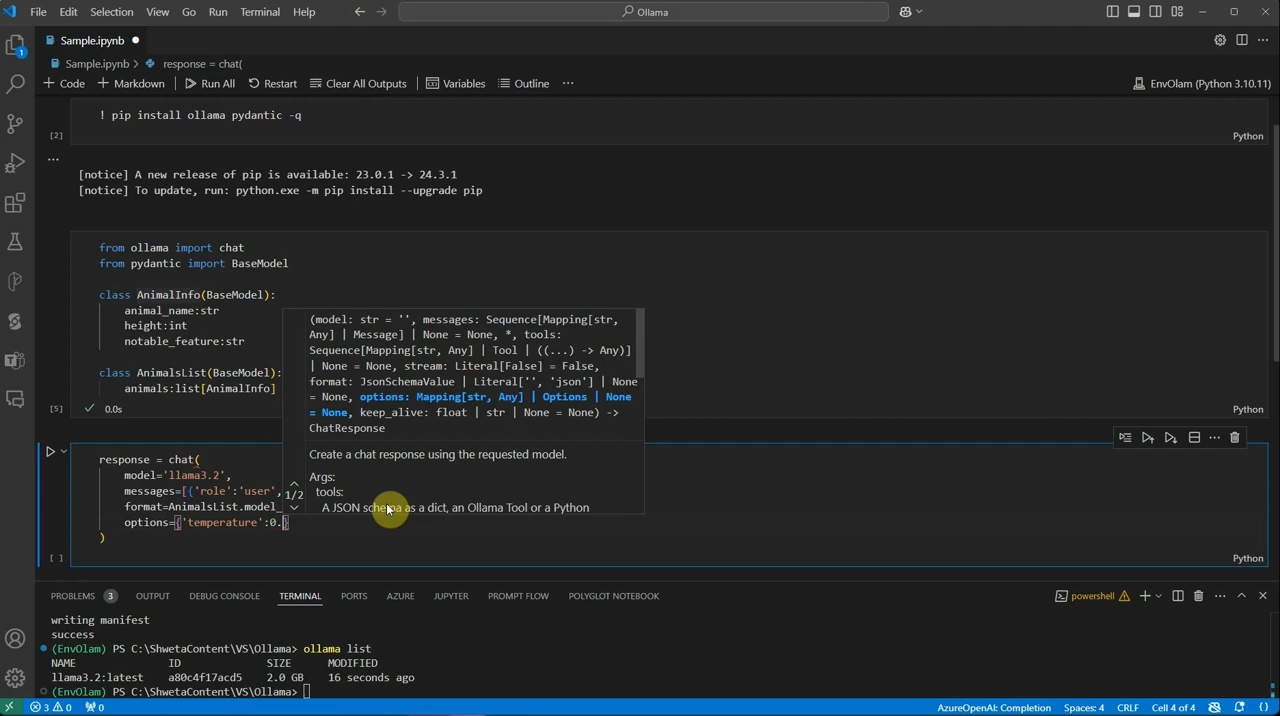 File Edit Selection View Go Run Terminal Help
Ollama
Sample.ipynb
Sample.ipynb > response = chat(
+ Code + Markdown Run All Restart Clear All Outputs Variables Outline ...
EnvOlam (Python 3.10.11)
! pip install ollama pydantic -q
[2]
Python
...
[notice] A new release of pip is available: 23.0.1 -> 24.3.1
[notice] To update, run: python.exe -m pip install --upgrade pip
from ollama import chat
from pydantic import BaseModel
class AnimalInfo(BaseModel):
animal_name:str
height:int
notable_feature:str
class AnimalsList(BaseModel):
animals:list[AnimalInfo]
[5]
0.0s
Python
(model: str = '', messages: Sequence[Mapping[str,
Any] | Message] | None = None, *, tools:
Sequence[Mapping[str, Any] | Tool | ((...) -> Any)]
| None = None, stream: Literal[False] = False,
format: JsonSchemaValue | Literal['', 'json'] | None
= None, options: Mapping[str, Any] | Options | None
= None, keep_alive: float | str | None = None) ->
ChatResponse
Create a chat response using the requested model.
Args:
tools:
1/2
A JSON schema as a dict, an Ollama Tool or a Python
response = chat(
model='llama3.2',
messages=[{'role':'user',
format=AnimalsList.model_
options={'temperature':0.}
)
[ ]
Python
PROBLEMS 3 OUTPUT DEBUG CONSOLE TERMINAL PORTS AZURE JUPYTER PROMPT FLOW POLYGLOT NOTEBOOK
powershell
writing manifest
success
(EnvOlam) PS C:\ShwetaContent\VS\Ollama> ollama list
NAME ID SIZE MODIFIED
llama3.2:latest a80c4f17acd5 2.0 GB 16 seconds ago
(EnvOlam) PS C:\ShwetaContent\VS\Ollama>
3 0 0
AzureOpenAI: Completion Spaces: 4 CRLF Cell 4 of 4